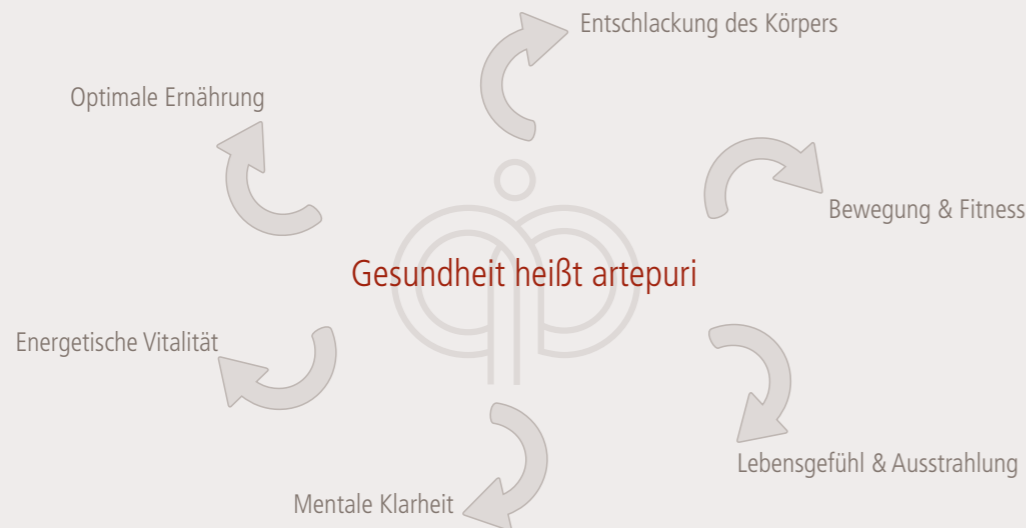 Entschlackung des Körpers
Optimale Ernährung
Bewegung & Fitness
Gesundheit heißt artepuri
Energetische Vitalität
Lebensgefühl & Ausstrahlung
Mentale Klarheit